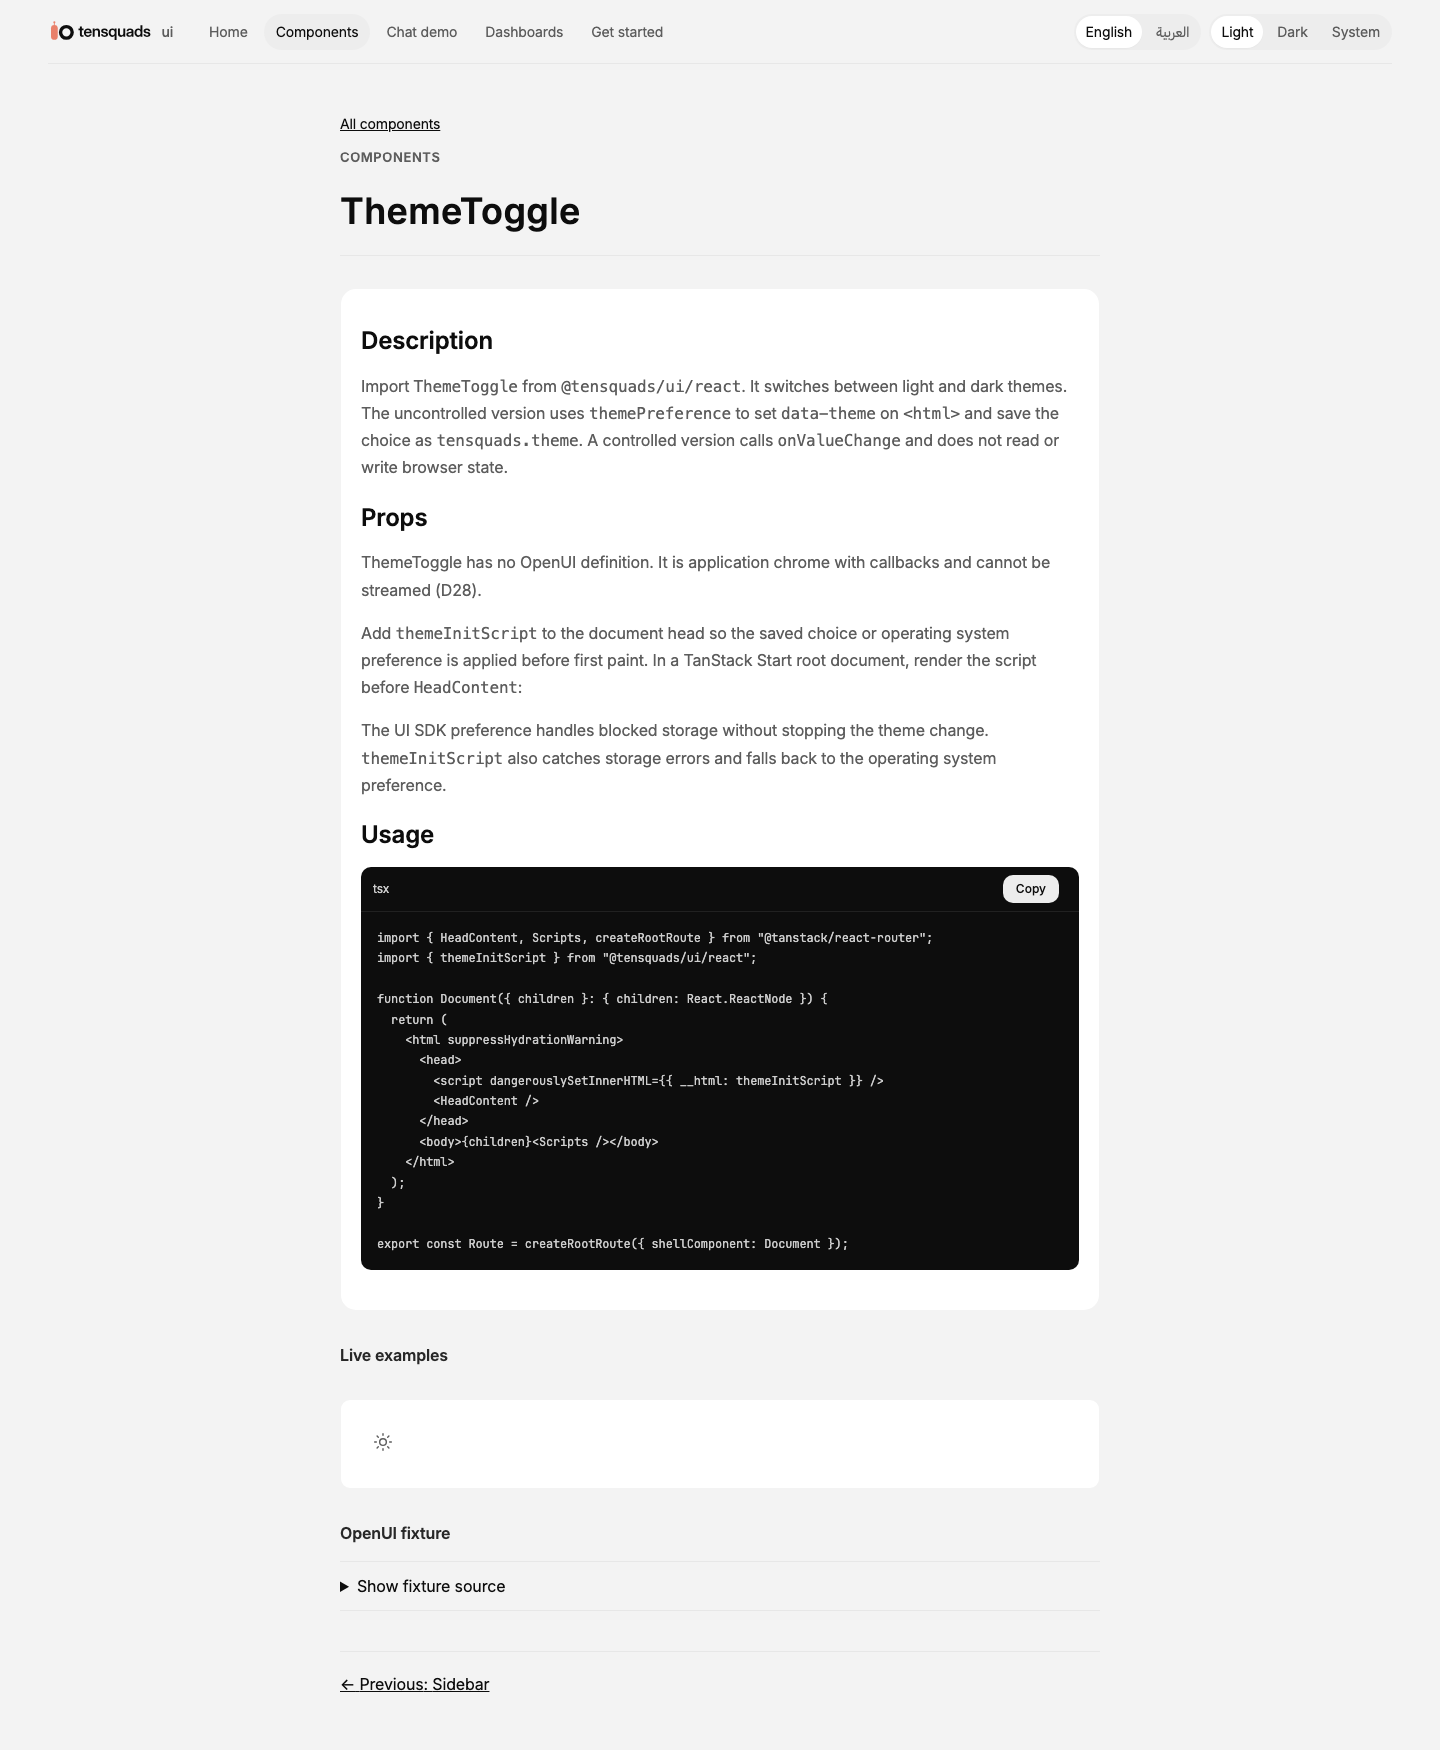 tensquads ui Home Components Chat demo Dashboards Get started English العربية Light Dark System
All components
COMPONENTS
ThemeToggle
Description
Import ThemeToggle from @tensquads/ui/react. It switches between light and dark themes.
The uncontrolled version uses themePreference to set data-theme on <html> and save the
choice as tensquads.theme. A controlled version calls onValueChange and does not read or
write browser state.
Props
ThemeToggle has no OpenUI definition. It is application chrome with callbacks and cannot be
streamed (D28).
Add themeInitScript to the document head so the saved choice or operating system
preference is applied before first paint. In a TanStack Start root document, render the script
before HeadContent:
The UI SDK preference handles blocked storage without stopping the theme change.
themeInitScript also catches storage errors and falls back to the operating system
preference.
Usage
tsx Copy
import { HeadContent, Scripts, createRootRoute } from "@tanstack/react-router";
import { themeInitScript } from "@tensquads/ui/react";
function Document({ children }: { children: React.ReactNode }) {
  return (
    <html suppressHydrationWarning>
      <head>
        <script dangerouslySetInnerHTML={{ __html: themeInitScript }} />
        <HeadContent />
      </head>
      <body>{children}<Scripts /></body>
    </html>
  );
}
export const Route = createRootRoute({ shellComponent: Document });
Live examples
OpenUI fixture
▶ Show fixture source
← Previous: Sidebar